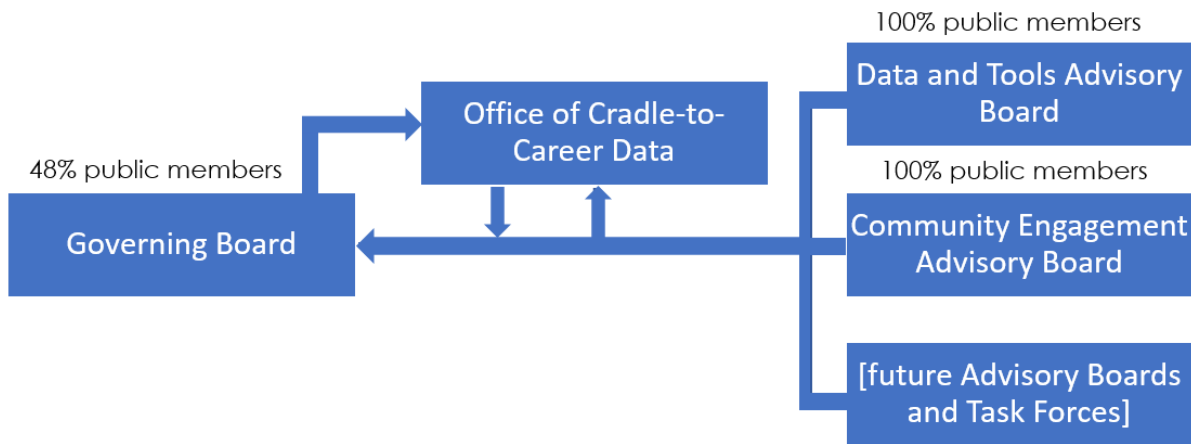 48% public members
Governing Board
Office of Cradle-to-
Career Data
100% public members
Data and Tools Advisory
Board
100% public members
Community Engagement
Advisory Board
[future Advisory Boards
and Task Forces]